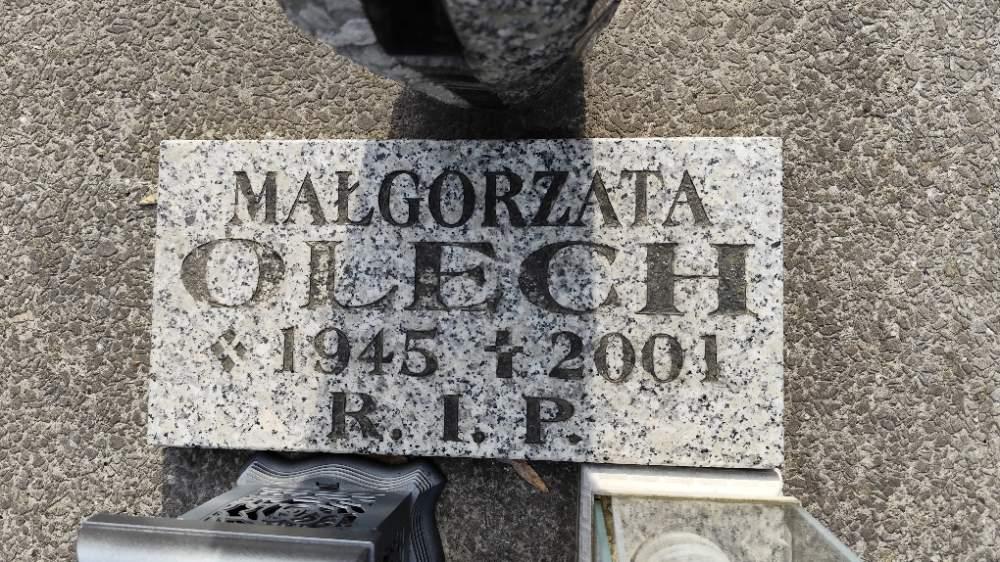 MAŁGORZATA
OLECH
1945 ✝ 2001
R. I. P.